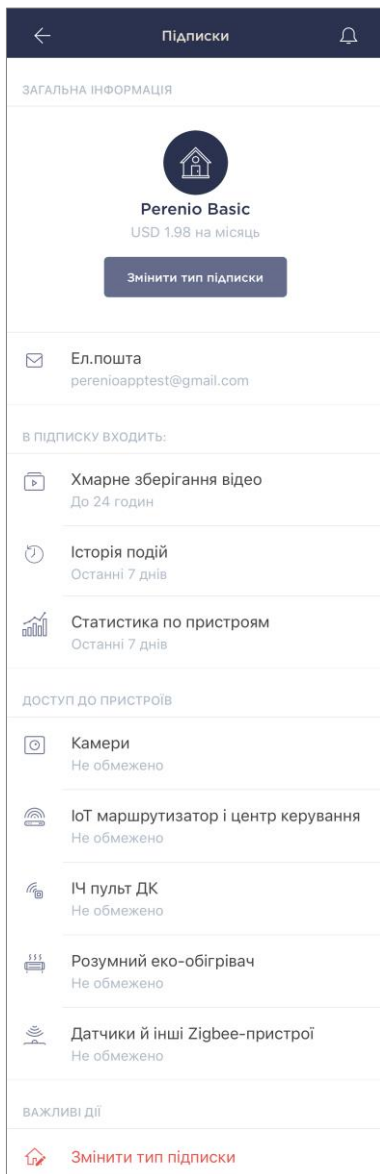 Підписки
ЗАГАЛЬНА ІНФОРМАЦІЯ
Perenio Basic
USD 1.98 на місяць
Змінити тип підписки
Ел.пошта
perenioapptest@gmail.com
В ПІДПИСКУ ВХОДИТЬ:
Хмарне зберігання відео
До 24 годин
Історія подій
Останні 7 днів
Статистика по пристроям
Останні 7 днів
ДОСТУП ДО ПРИСТРОЇВ
Камери
Не обмежено
IoT маршрутизатор і центр керування
Не обмежено
ІЧ пульт ДК
Не обмежено
Розумний еко-обігрівач
Не обмежено
Датчики й інші Zigbee-пристрої
Не обмежено
ВАЖЛИВІ ДІЇ
Змінити тип підписки